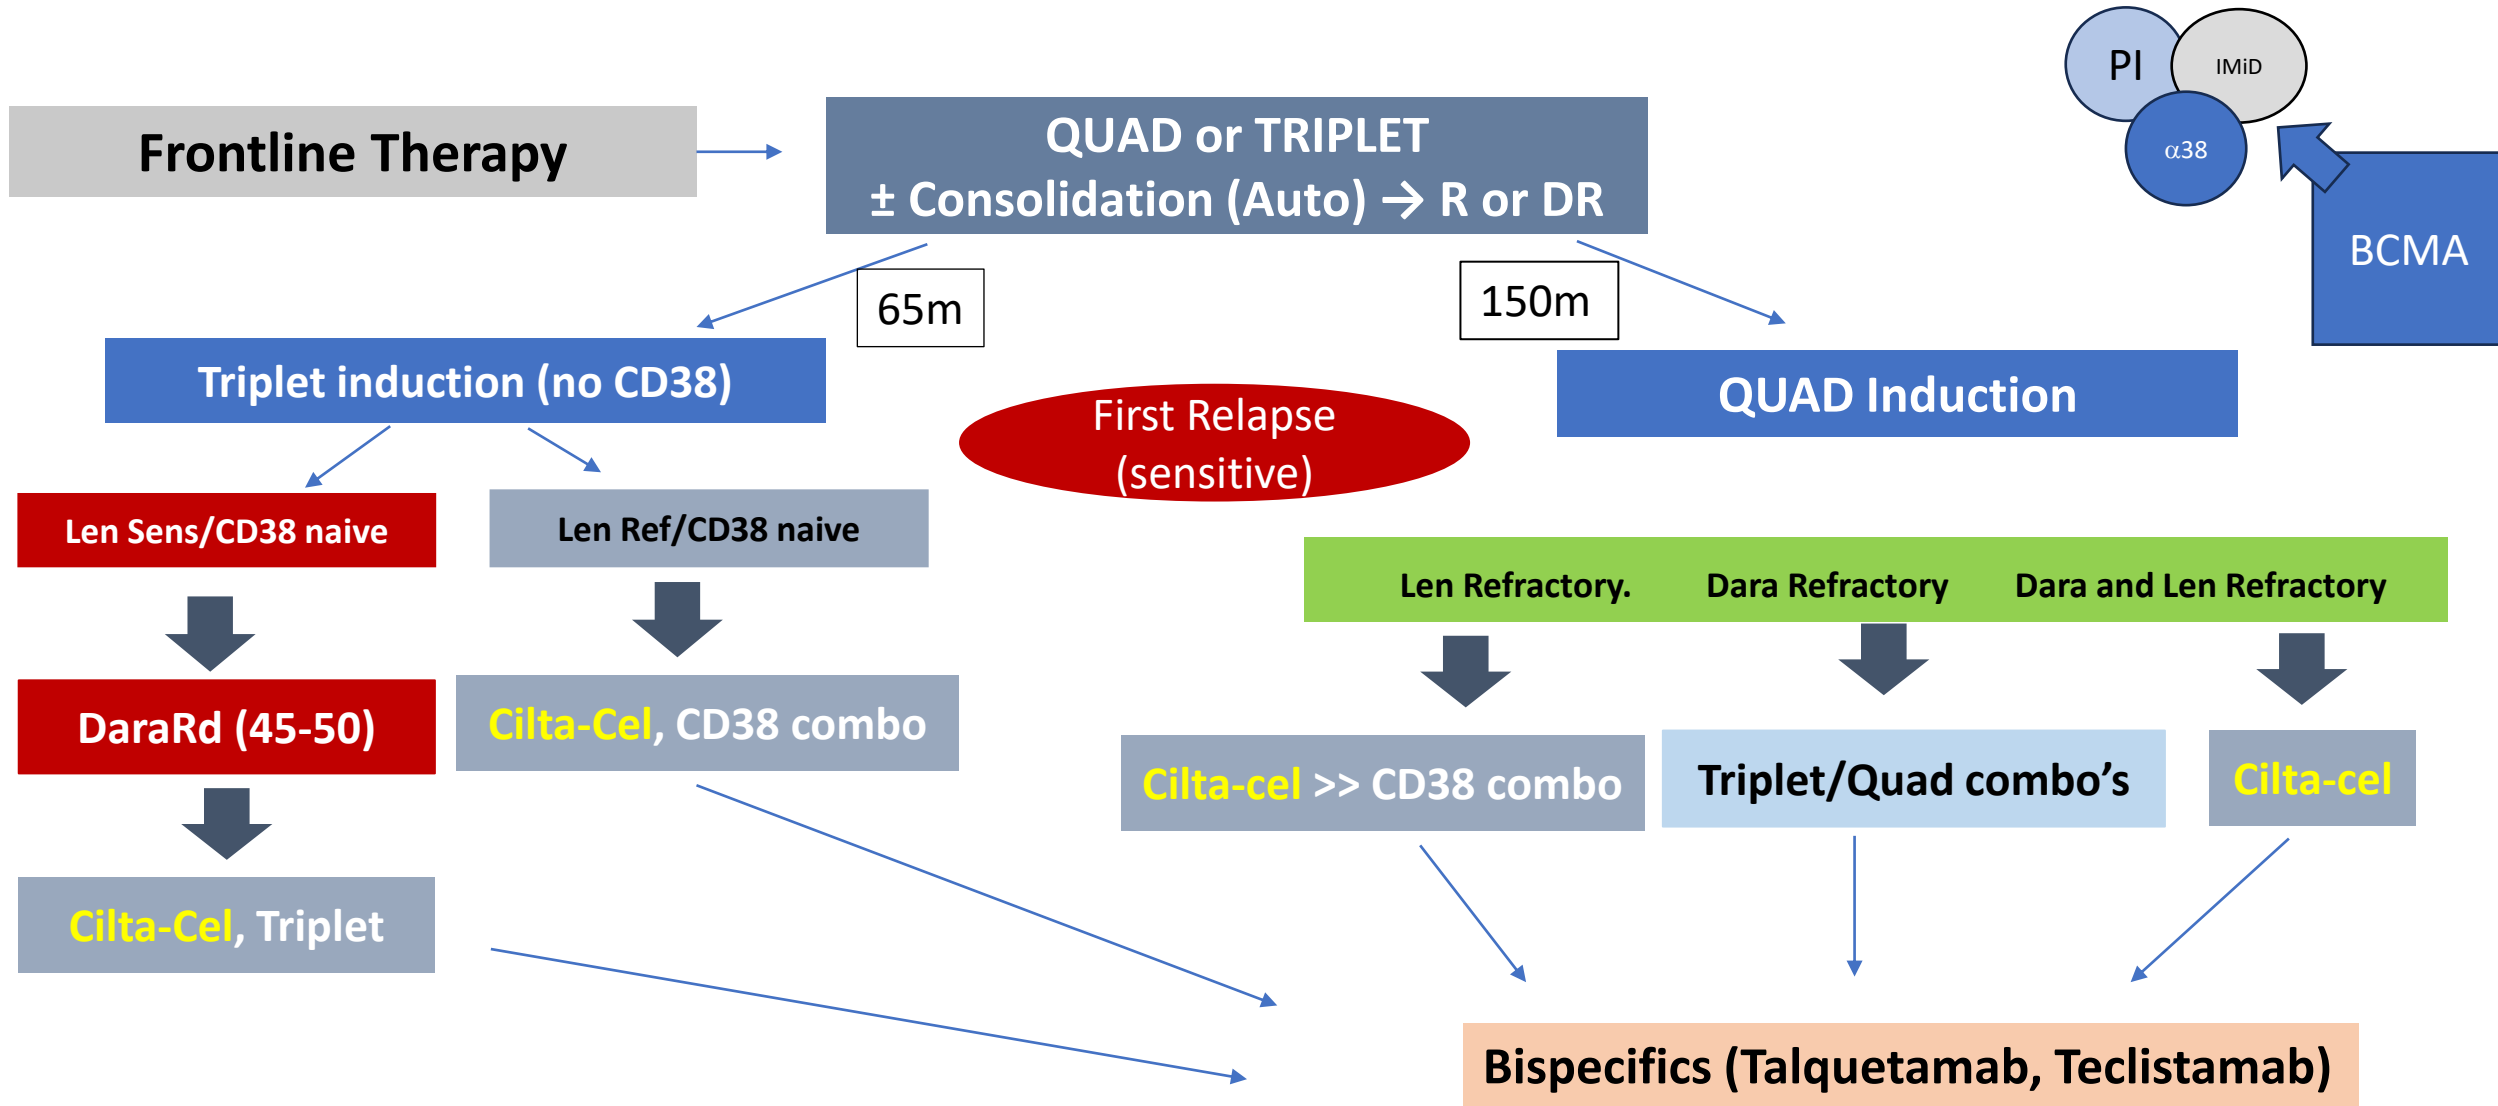 PI
IMiD
α38
BCMA
Frontline Therapy
QUAD or TRIPLET
± Consolidation (Auto) → R or DR
65m
150m
Triplet induction (no CD38)
First Relapse
(sensitive)
QUAD Induction
Len Sens/CD38 naive
Len Ref/CD38 naive
Len Refractory.
Dara Refractory
Dara and Len Refractory
DaraRd (45-50)
Cilta-Cel, CD38 combo
Cilta-cel >> CD38 combo
Triplet/Quad combo’s
Cilta-cel
Cilta-Cel, Triplet
Bispecifics (Talquetamab, Teclistamab)